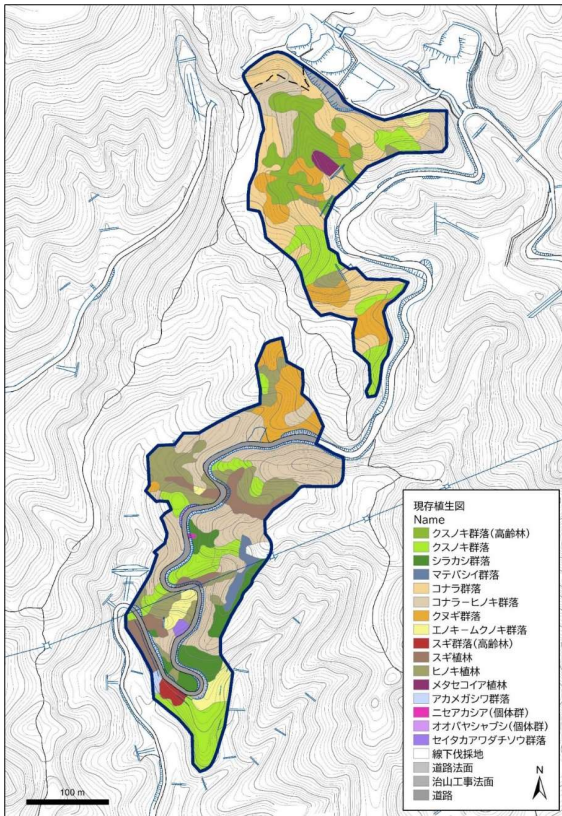 現存植生図
Name
クスノキ群落(高齢林)
クスノキ群落
シラカシ群落
マテバシイ群落
コナラ群落
コナラーヒノキ群落
クヌギ群落
エノキームクノキ群落
スギ群落(高齢林)
スギ植林
ヒノキ植林
メタセコイア植林
アカメガシワ群落
ニセアカシア(個体群)
オオバヤシャブシ(個体群)
セイタカアワダチソウ群落
線下伐採地
道路法面
治山工事法面
道路
N
100 m